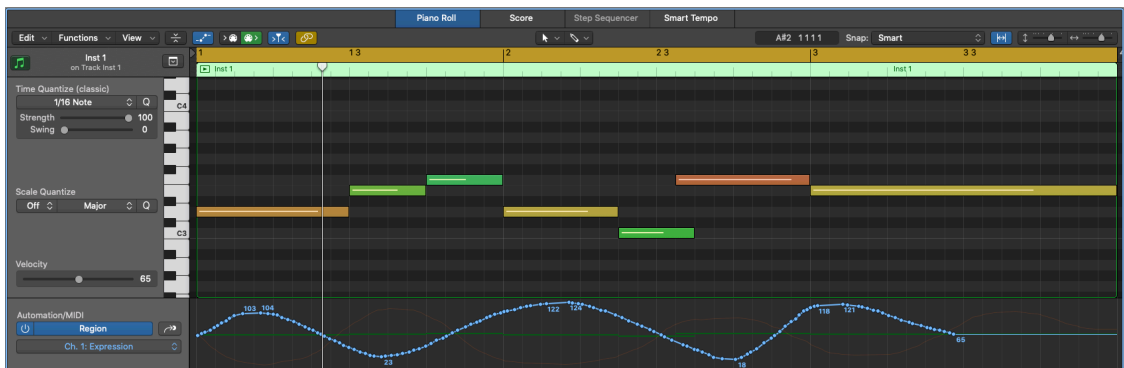 Piano Roll Score Step Sequencer Smart Tempo
Edit Functions View A#2 1 1 1 1 Snap: Smart
Inst 1
on Track Inst 1
1 1 3 2 2 3 3 3 3
Inst 1 Inst 1
Time Quantize (classic)
1/16 Note Q
C4
Strength 100
Swing 0
Scale Quantize
Off Major Q
C3
Velocity
65
Automation/MIDI
Region
Ch. 1: Expression
103 104 23 122 124 18 118 121 65